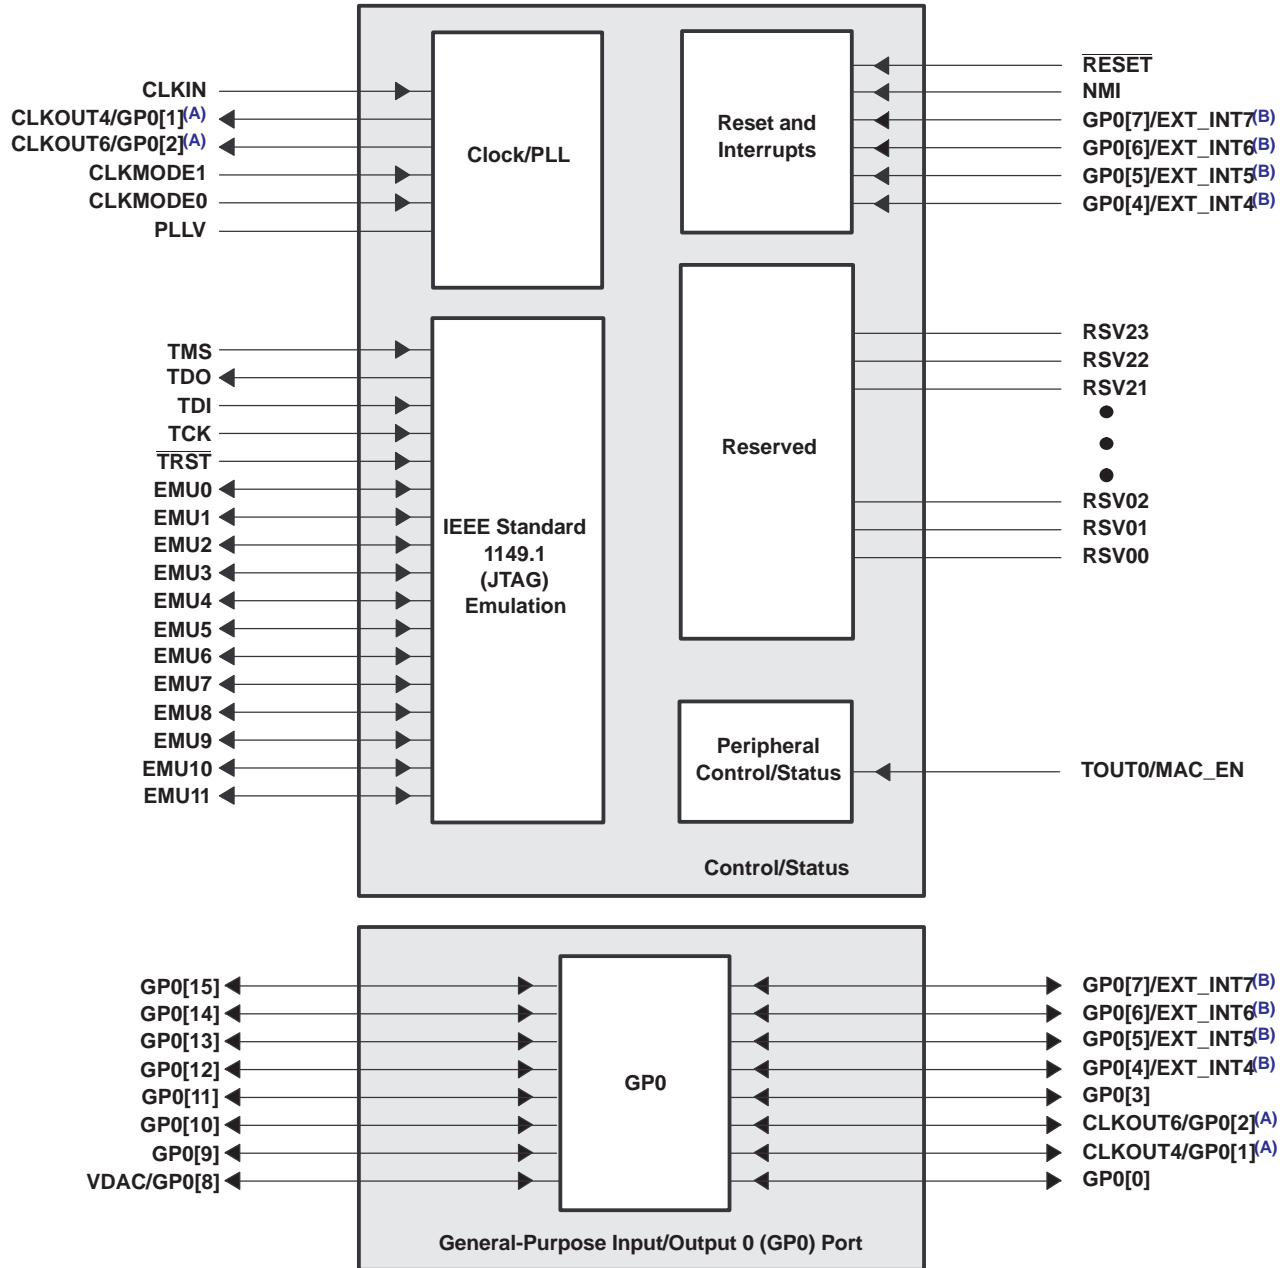 CLKIN
CLKOUT4/GP0[1](A)
CLKOUT6/GP0[2](A)
CLKMODE1
CLKMODE0
PLLV
Clock/PLL
Reset and
Interrupts
RESET
NMI
GP0[7]/EXT_INT7(B)
GP0[6]/EXT_INT6(B)
GP0[5]/EXT_INT5(B)
GP0[4]/EXT_INT4(B)
TMS
TDO
TDI
TCK
TRST
EMU0
EMU1
EMU2
EMU3
EMU4
EMU5
EMU6
EMU7
EMU8
EMU9
EMU10
EMU11
IEEE Standard
1149.1
(JTAG)
Emulation
Reserved
RSV23
RSV22
RSV21
RSV02
RSV01
RSV00
Peripheral
Control/Status
TOUT0/MAC_EN
Control/Status
GP0[15]
GP0[14]
GP0[13]
GP0[12]
GP0[11]
GP0[10]
GP0[9]
VDAC/GP0[8]
GP0
GP0[7]/EXT_INT7(B)
GP0[6]/EXT_INT6(B)
GP0[5]/EXT_INT5(B)
GP0[4]/EXT_INT4(B)
GP0[3]
CLKOUT6/GP0[2](A)
CLKOUT4/GP0[1](A)
GP0[0]
General-Purpose Input/Output 0 (GP0) Port